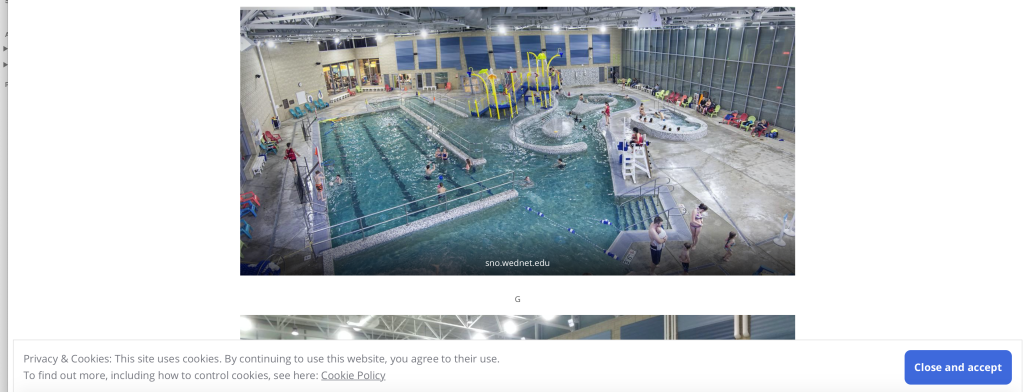 sno.wednet.edu
G
Privacy & Cookies: This site uses cookies. By continuing to use this website, you agree to their use.
To find out more, including how to control cookies, see here: Cookie Policy
Close and accept